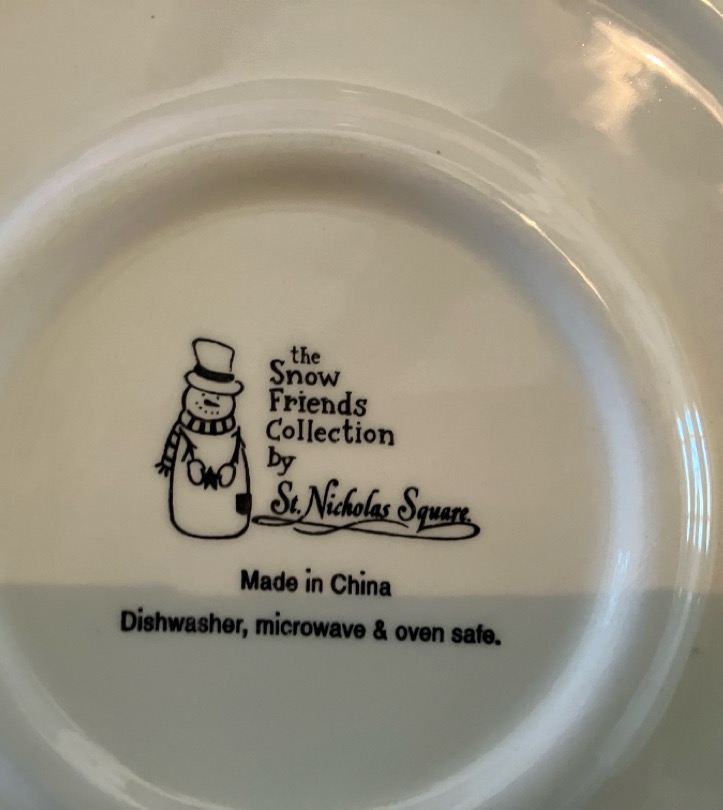 the
Snow
Friends
Collection
by
St. Nicholas Square.
Made in China
Dishwasher, microwave & oven safe.